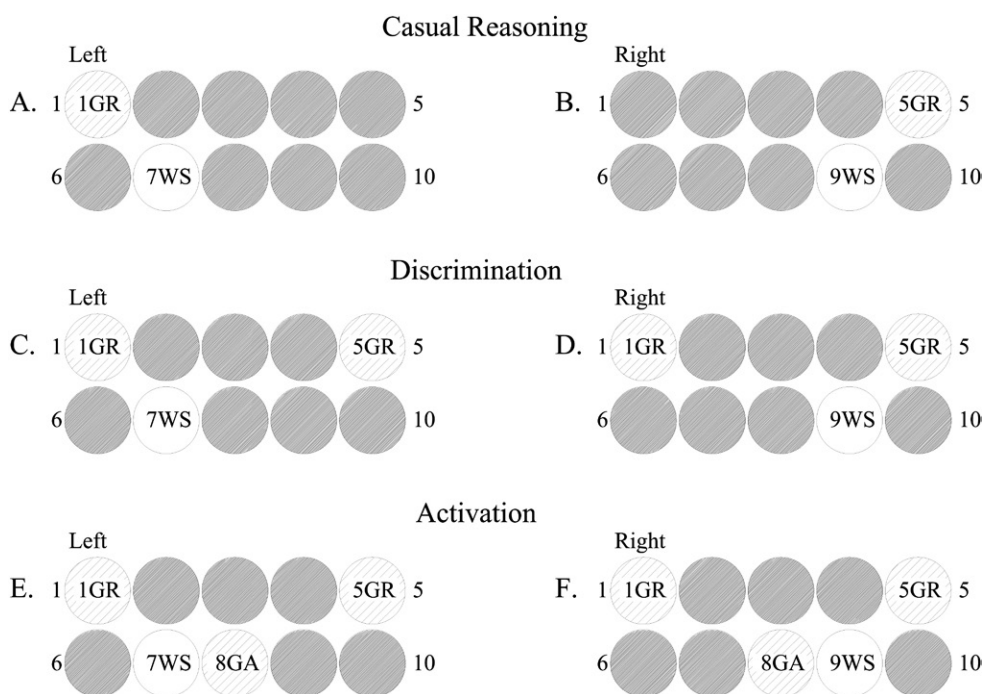 Casual Reasoning
Left Right
A. 1 1GR 5 B. 1 5GR 5
6 7WS 10 6 9WS 10
Discrimination
Left Right
C. 1 1GR 5GR 5 D. 1 1GR 5GR 5
6 7WS 10 6 9WS 10
Activation
Left Right
E. 1 1GR 5GR 5 F. 1 1GR 5GR 5
6 7WS 8GA 10 6 8GA 9WS 10